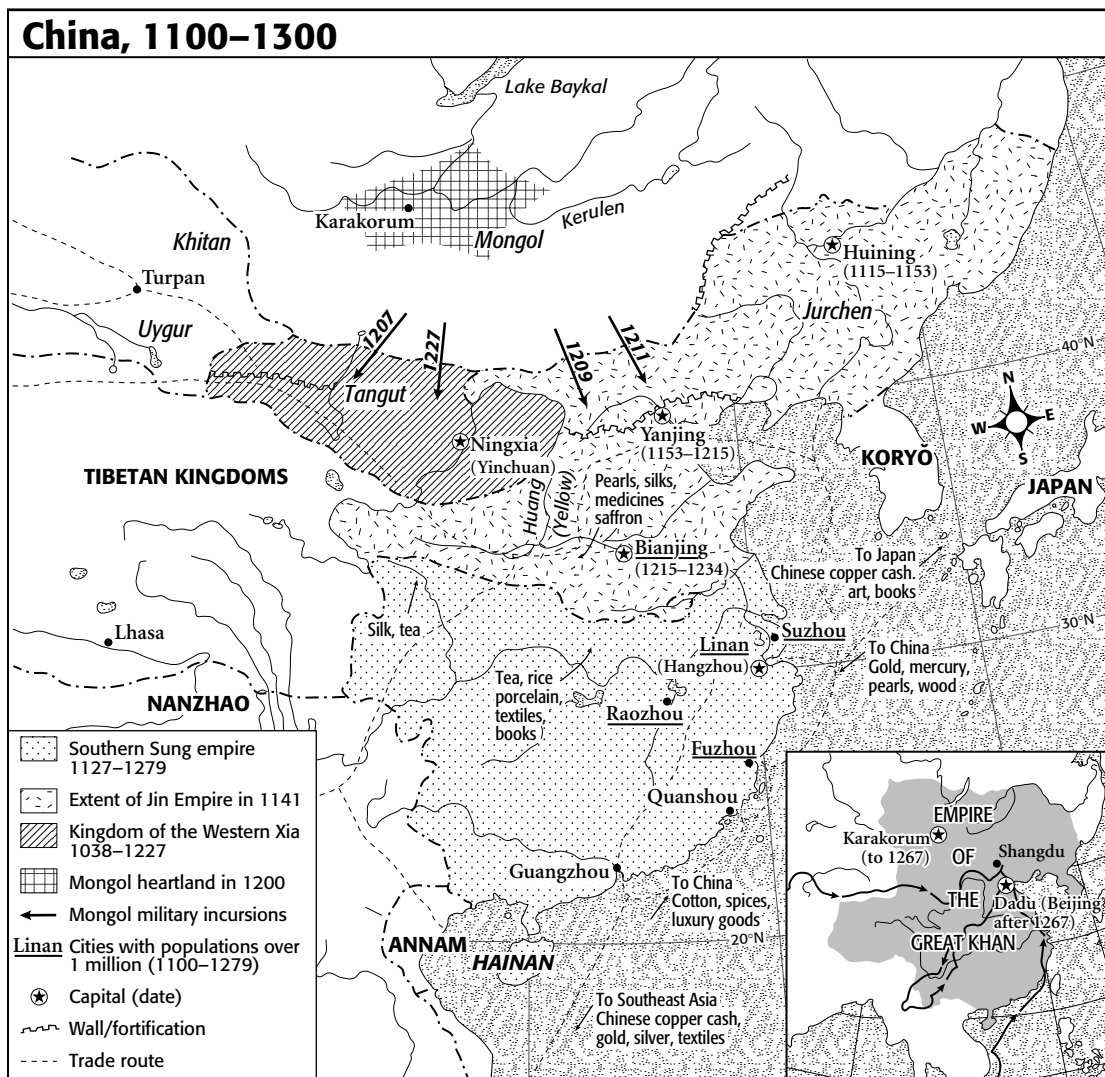 China, 1100–1300
Lake Baykal
Karakorum
Mongol
Kerulen
Khitan
Turpan
Uygur
Huining
(1115–1153)
Jurchen
1207
1227
1209
1211
40°N
N
W
E
S
Tangut
Ningxia
(Yinchuan)
Yanjing
(1153–1215)
KORYŎ
JAPAN
TIBETAN KINGDOMS
Huang
(Yellow)
Pearls, silks,
medicines
saffron
Bianjing
(1215–1234)
To Japan
Chinese copper cash.
art, books
Lhasa
Silk, tea
Suzhou
30°N
Linan
(Hangzhou)
To China
Gold, mercury,
pearls, wood
NANZHAO
Tea, rice
porcelain,
textiles,
books
Raozhou
Fuzhou
Quanshou
Guangzhou
To China
Cotton, spices,
luxury goods
20°N
ANNAM
HAINAN
To Southeast Asia
Chinese copper cash,
gold, silver, textiles
Southern Sung empire
1127–1279
Extent of Jin Empire in 1141
Kingdom of the Western Xia
1038–1227
Mongol heartland in 1200
Mongol military incursions
Linan Cities with populations over
1 million (1100–1279)
Capital (date)
Wall/fortification
Trade route
EMPIRE
Karakorum
(to 1267)
OF
Shangdu
THE
Dadu (Beijing
after 1267)
GREAT KHAN